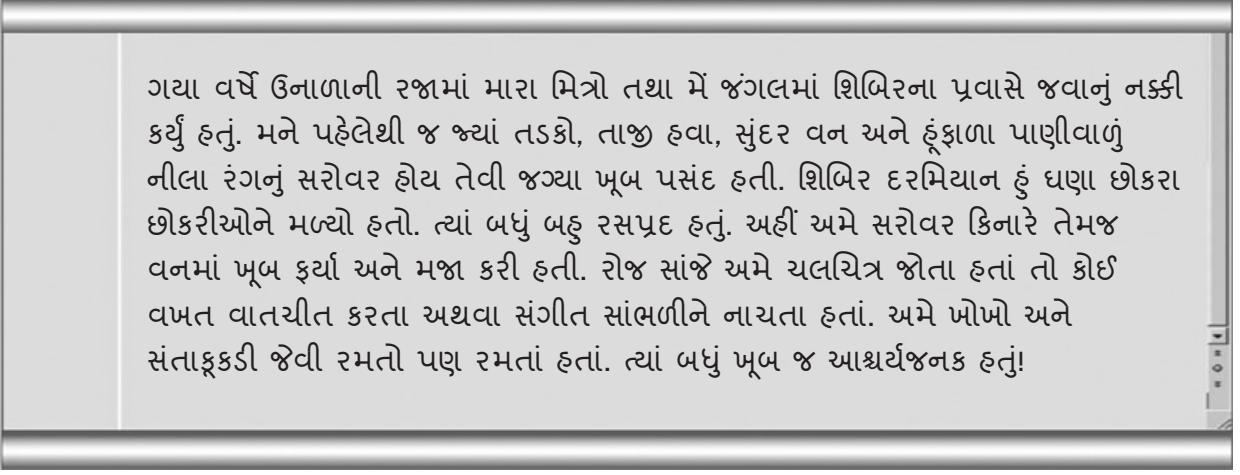 ગયા વર્ષે ઉનાળાની રજામાં મારા મિત્રો તથા મેં જંગલમાં શિબિરના પ્રવાસે જવાનું નક્કી
કર્યું હતું. મને પહેલેથી જ જ્યાં તડકો, તાજી હવા, સુંદર વન અને હૂંફાળા પાણીવાળું
નીલા રંગનું સરોવર હોય તેવી જગ્યા ખૂબ પસંદ હતી. શિબિર દરમિયાન હું ઘણા છોકરા
છોકરીઓને મળ્યો હતો. ત્યાં બધું બહુ રસપ્રદ હતું. અહીં અમે સરોવર કિનારે તેમજ
વનમાં ખૂબ ફર્યા અને મજા કરી હતી. રોજ સાંજે અમે ચલચિત્ર જોતા હતાં તો કોઈ
વખત વાતચીત કરતા અથવા સંગીત સાંભળીને નાચતા હતાં. અમે ખોખો અને
સંતાકૂકડી જેવી રમતો પણ રમતાં હતાં. ત્યાં બધું ખૂબ જ આશ્ચર્યજનક હતું!